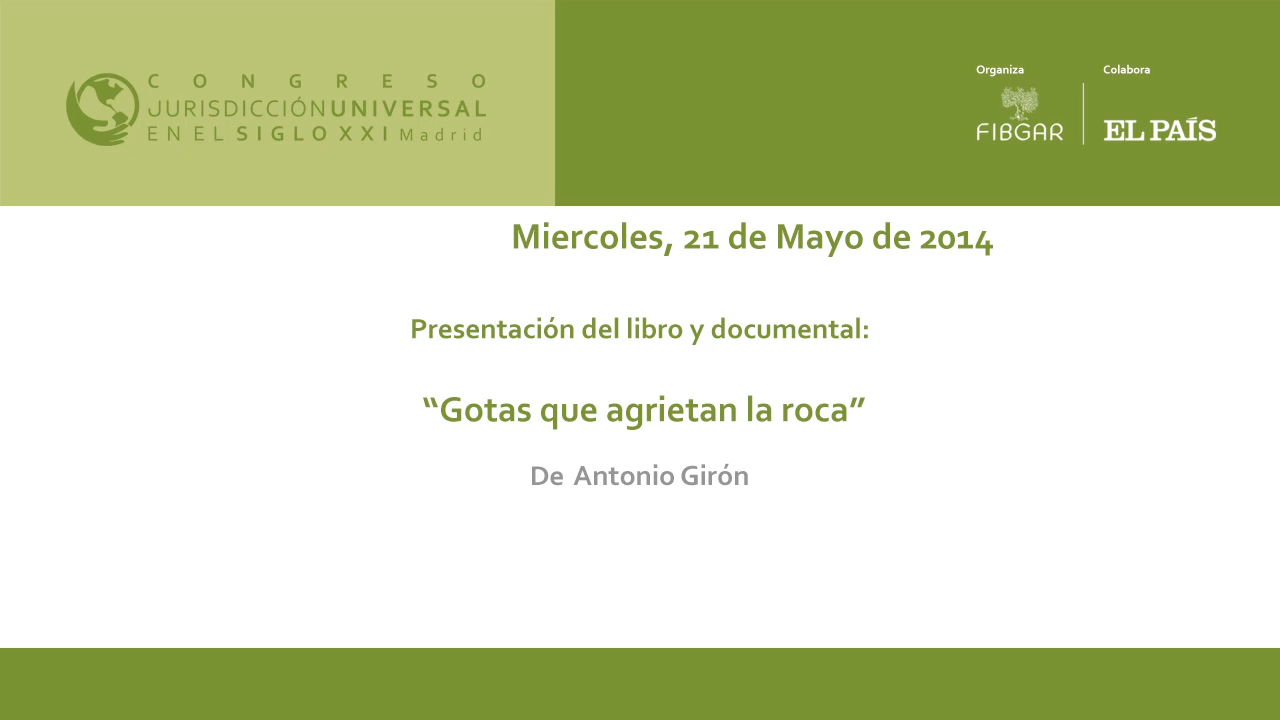 CONGRESO
JURISDICCIÓN UNIVERSAL
EN EL SIGLO XXI Madrid
Organiza
FIBGAR
Colabora
EL PAÍS
Miercoles, 21 de Mayo de 2014
Presentación del libro y documental:
“Gotas que agrietan la roca”
De Antonio Girón